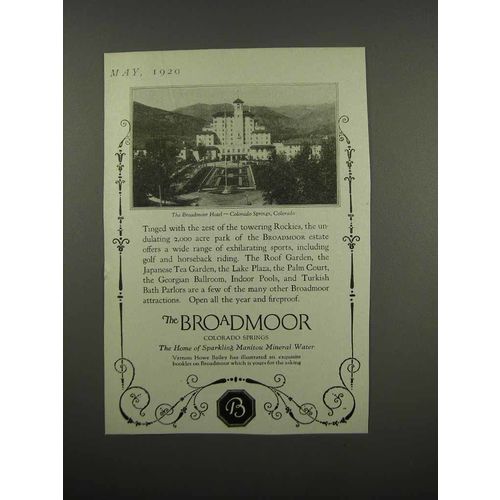 MAY, 1920
The Broadmoor Hotel — Colorado Springs, Colorado
Tinged with the zest of the towering Rockies, the un-
dulating 2,000 acre park of the BROADMOOR estate
offers a wide range of exhilarating sports, including
golf and horseback riding. The Roof Garden, the
Japanese Tea Garden, the Lake Plaza, the Palm Court,
the Georgian Ballroom, Indoor Pools, and Turkish
Bath Parlors are a few of the many other Broadmoor
attractions. Open all the year and fireproof.
The BROADMOOR
COLORADO SPRINGS
The Home of Sparkling Manitou Mineral Water
Vernon Howe Bailey has illustrated an exquisite
booklet on Broadmoor which is yours for the asking
B